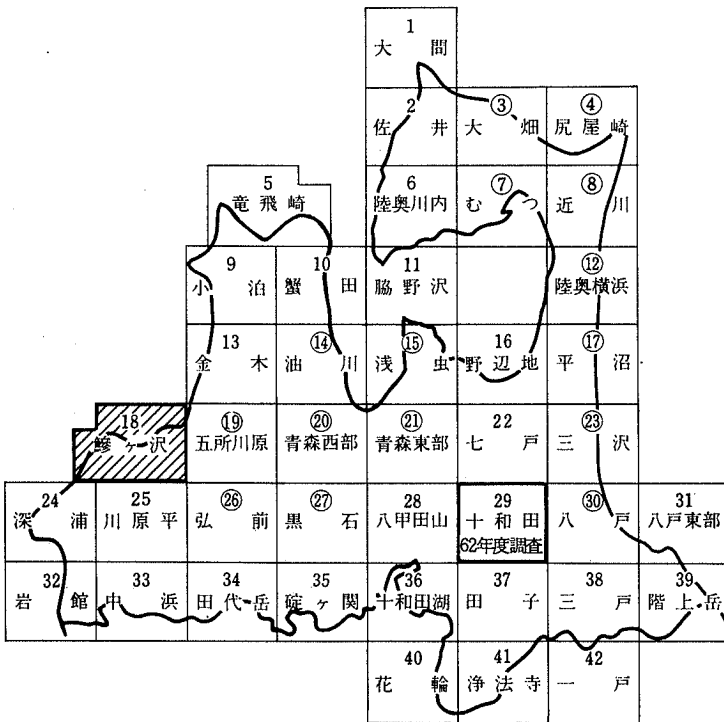 1
大間
2
佐井
③
大畑
④
尻屋崎
5
竜飛崎
6
陸奥川内
⑦
むつ
⑧
近川
9
小泊
10
蟹田
11
脇野沢
⑫
陸奥横浜
13
金木
⑭
油川
⑮
浅虫
16
野辺地
⑰
平沼
18
鰺ヶ沢
⑲
五所川原
⑳
青森西部
㉑
青森東部
22
七戸
㉓
三沢
24
深浦
25
川原平
㉖
弘前
㉗
黒石
28
八甲田山
29
十和田
62年度調査
㉚
八戸
31
八戸東部
32
岩館
33
中浜
34
田代岳
35
碇ヶ関
㊱
十和田湖
37
田子
38
三戸
39
階上岳
40
花輪
41
浄法寺
42
一戸